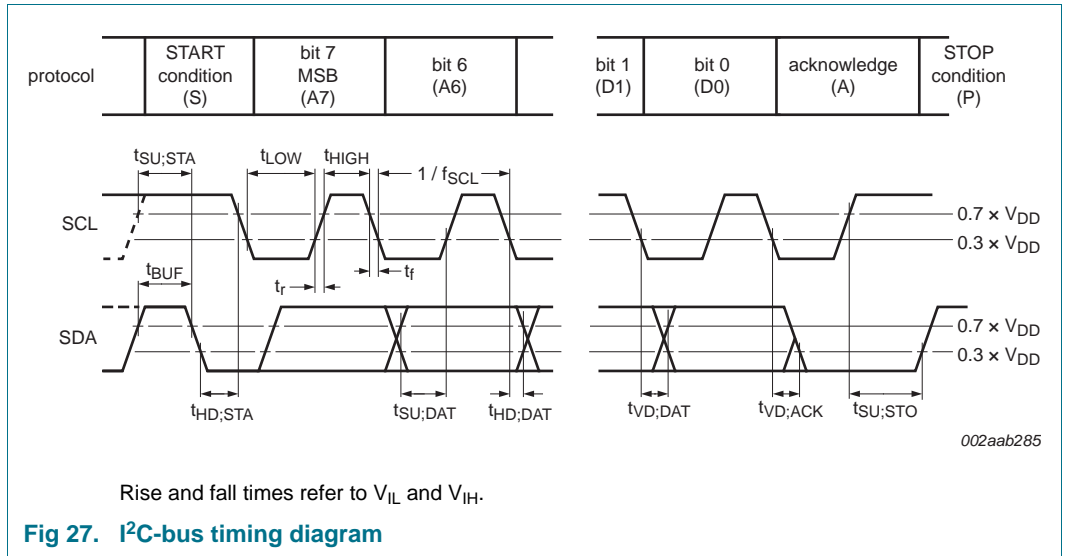 protocol
START
condition
(S)
bit 7
MSB
(A7)
bit 6
(A6)
bit 1
(D1)
bit 0
(D0)
acknowledge
(A)
STOP
condition
(P)
tSU;STA
tLOW
tHIGH
1 / fSCL
SCL
0.7 × VDD
0.3 × VDD
tBUF
tr
tf
SDA
0.7 × VDD
0.3 × VDD
tHD;STA
tSU;DAT
tHD;DAT
tVD;DAT
tVD;ACK
tSU;STO
002aab285
Rise and fall times refer to VIL and VIH.
Fig 27. I²C-bus timing diagram